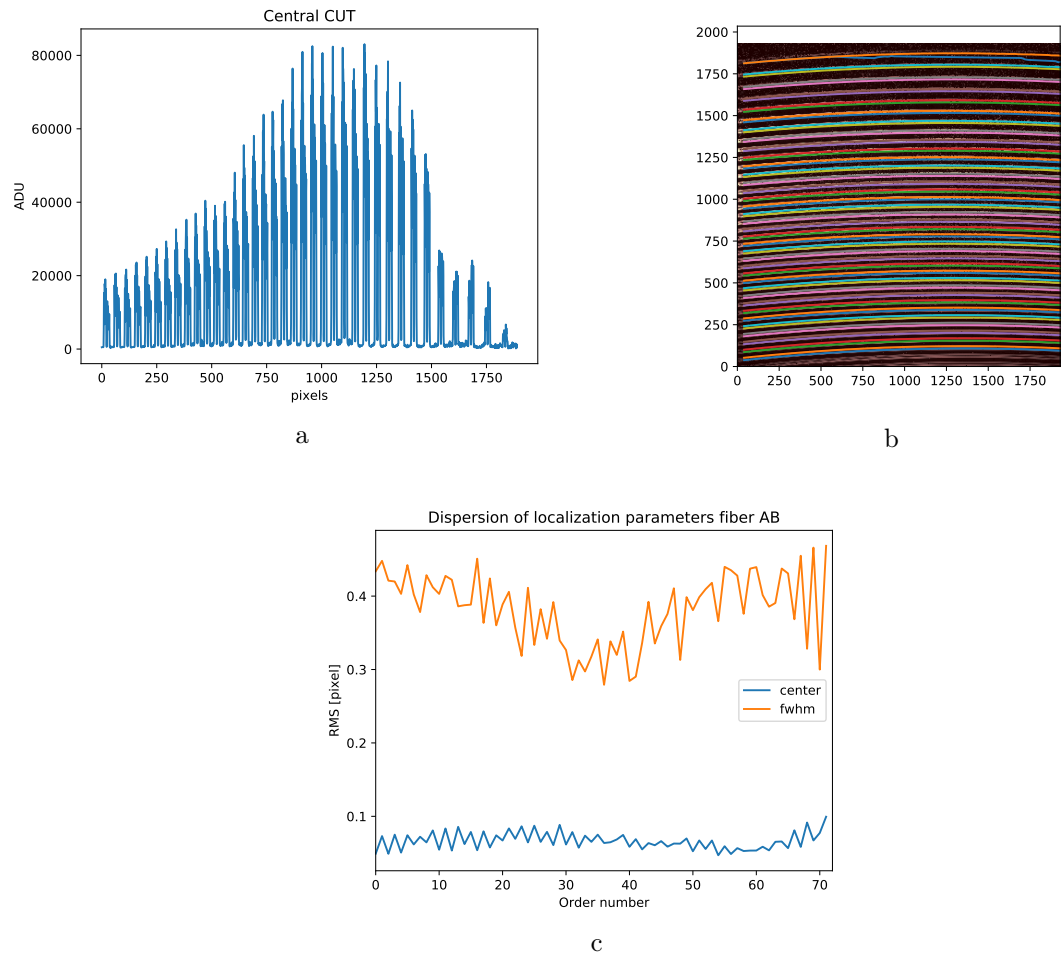 Central CUT
80000
60000
40000
20000
0
ADU
0 250 500 750 1000 1250 1500 1750
pixels
a
2000
1750
1500
1250
1000
750
500
250
0
0 250 500 750 1000 1250 1500 1750
b
Dispersion of localization parameters fiber AB
0.4
0.3
0.2
0.1
RMS [pixel]
center
fwhm
0 10 20 30 40 50 60 70
Order number
c